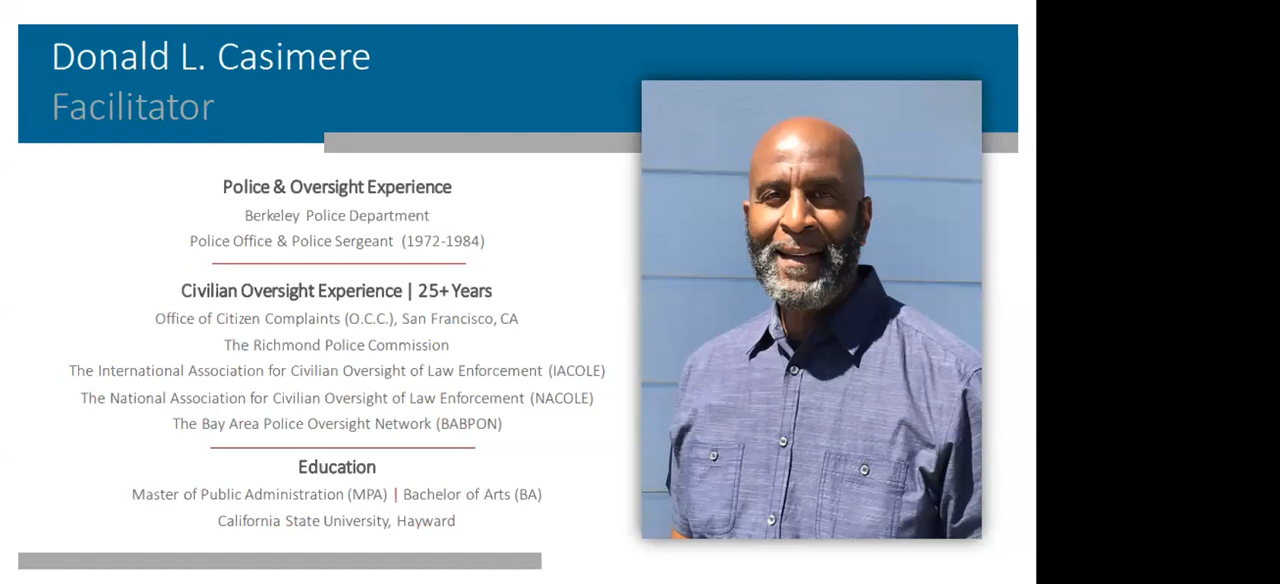 Donald L. Casimere
Facilitator
Police & Oversight Experience
Berkeley Police Department
Police Office & Police Sergeant (1972-1984)
Civilian Oversight Experience | 25+ Years
Office of Citizen Complaints (O.C.C.), San Francisco, CA
The Richmond Police Commission
The International Association for Civilian Oversight of Law Enforcement (IACOLE)
The National Association for Civilian Oversight of Law Enforcement (NACOLE)
The Bay Area Police Oversight Network (BABPON)
Education
Master of Public Administration (MPA) | Bachelor of Arts (BA)
California State University, Hayward